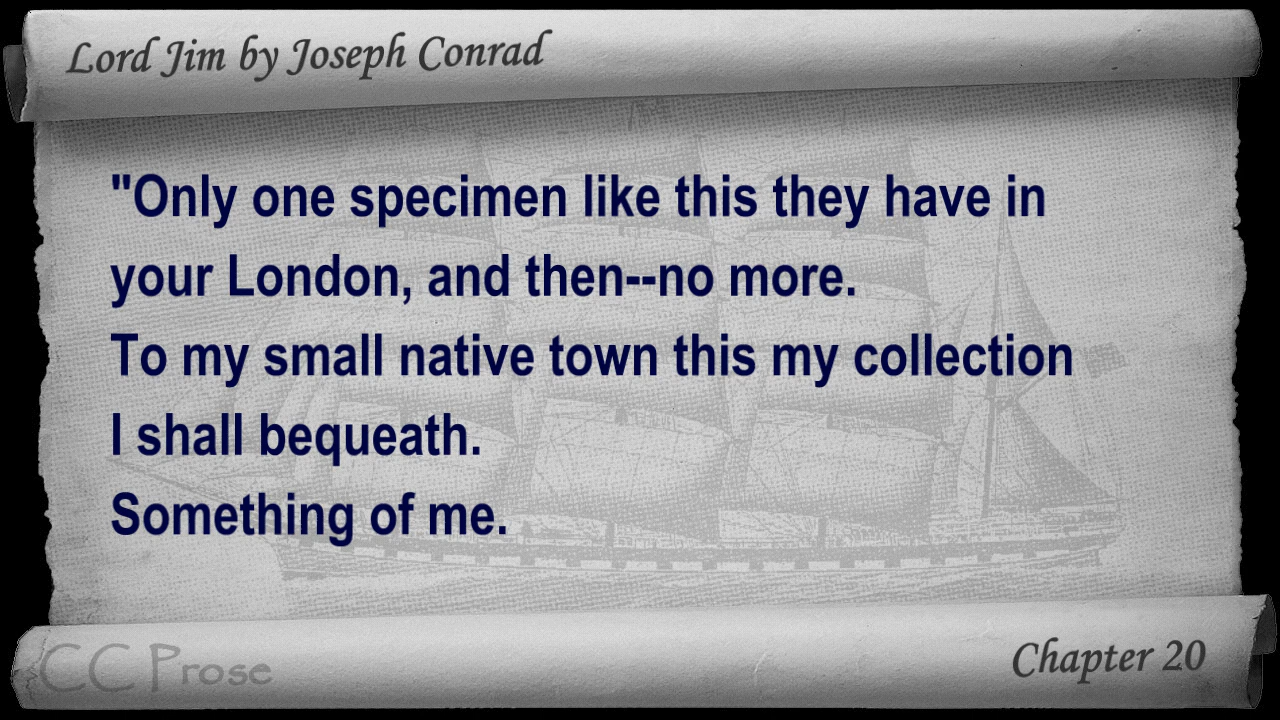 Lord Jim by Joseph Conrad
"Only one specimen like this they have in
your London, and then--no more.
To my small native town this my collection
I shall bequeath.
Something of me.
CC Prose
Chapter 20